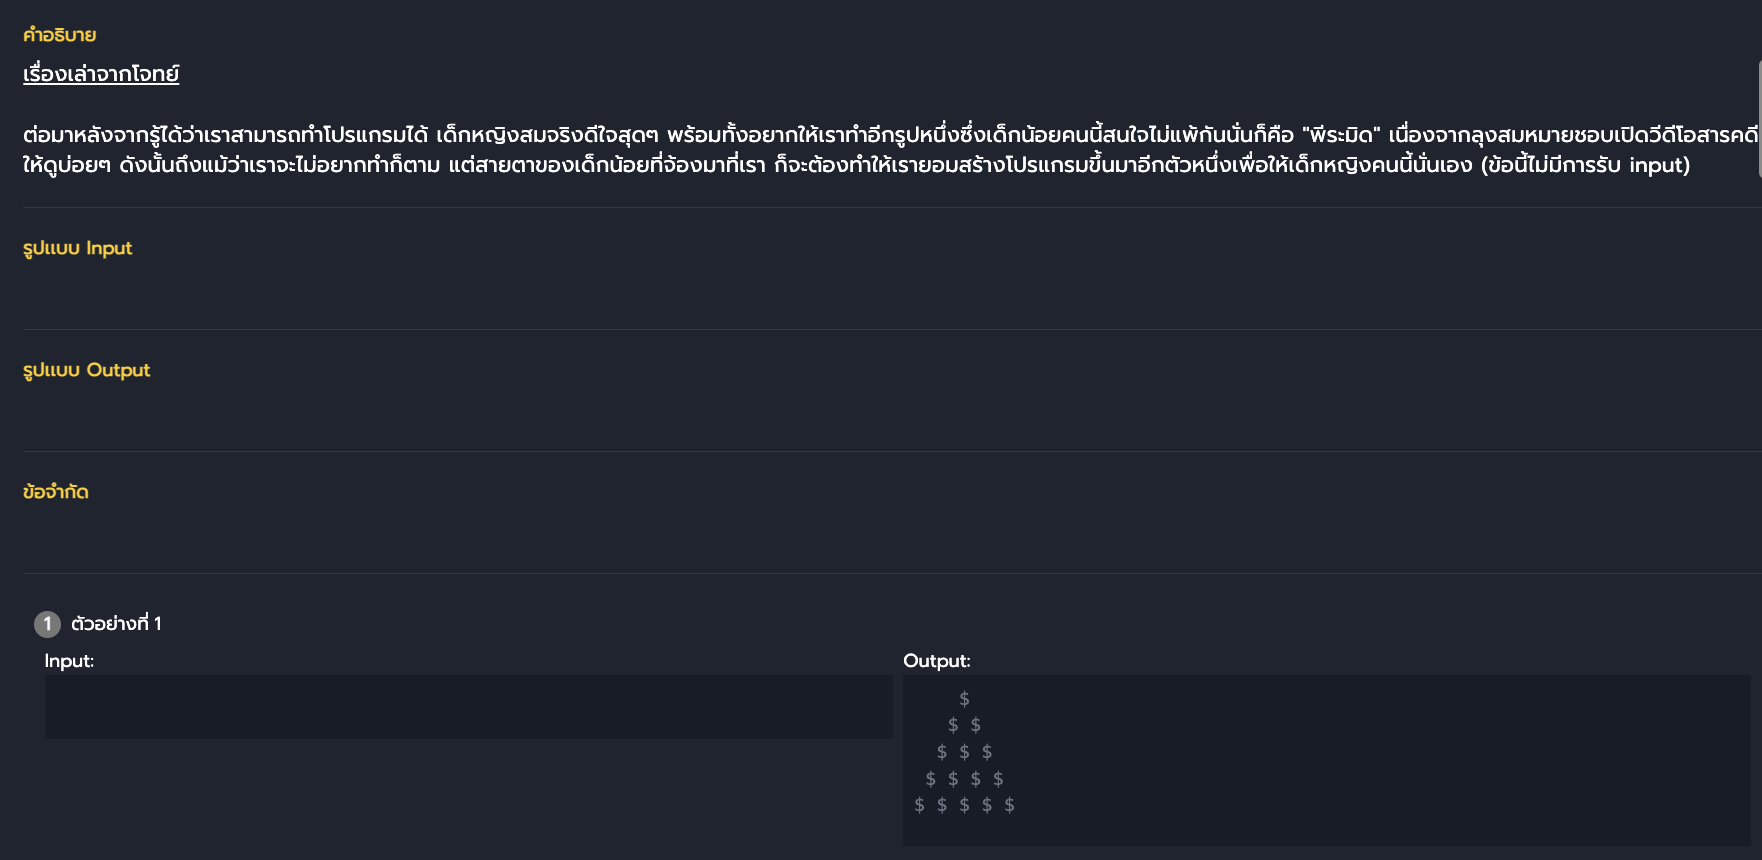 คำอธิบาย
เรื่องเล่าจากโจทย์
ต่อมาหลังจากรู้ได้ว่าเราสามารถทำโปรแกรมได้ เด็กหญิงสมจริงดีใจสุดๆ พร้อมทั้งอยากให้เราทำอีกรูปหนึ่งซึ่งเด็กน้อยคนนี้สนใจไม่แพ้กันนั่นก็คือ "พีระมิด" เนื่องจากลุงสมหมายชอบเปิดวีดีโอสารคดี
ให้ดูบ่อยๆ ดังนั้นถึงแม้ว่าเราจะไม่อยากทำก็ตาม แต่สายตาของเด็กน้อยที่จ้องมาที่เรา ก็จะต้องทำให้เรายอมสร้างโปรแกรมขึ้นมาอีกตัวหนึ่งเพื่อให้เด็กหญิงคนนี้นั่นเอง (ข้อนี้ไม่มีการรับ input)
รูปแบบ Input
รูปแบบ Output
ข้อจำกัด
1 ตัวอย่างที่ 1
Input:
Output:
    $
   $ $
  $ $ $
 $ $ $ $
$ $ $ $ $